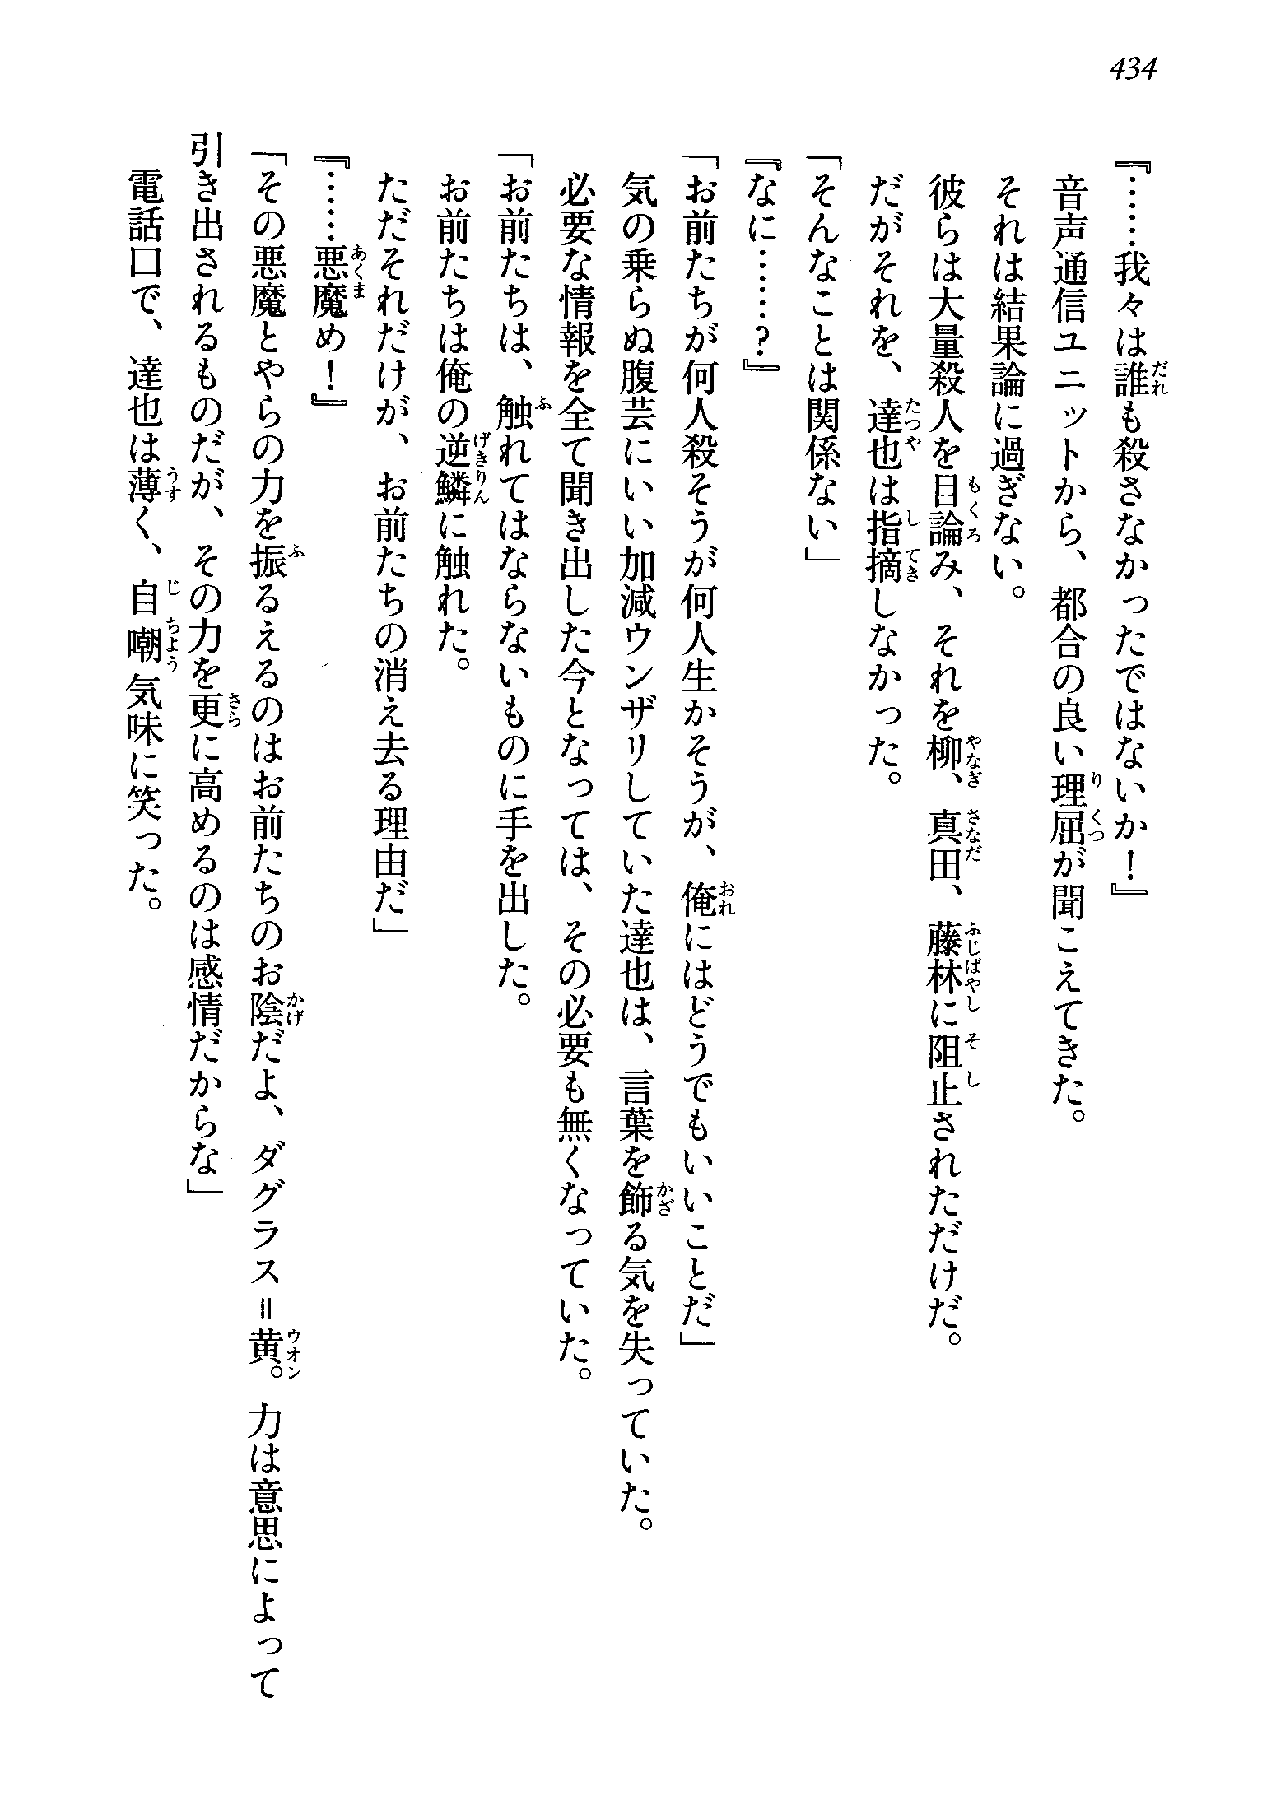 434
『……我々は誰も殺さなかったではないか！』
音声通信ユニットから、都合の良い理屈が聞こえてきた。
それは結果論に過ぎない。
彼らは大量殺人を目論み、それを柳、真田、藤林に阻止されただけだ。
だがそれを、達也は指摘しなかった。
「そんなことは関係ない」
『なに……？』
「お前たちが何人殺そうが何人生かそうが、俺にはどうでもいいことだ」
気の乗らぬ腹芸にいい加減ウンザリしていた達也は、言葉を飾る気を失っていた。
必要な情報を全て聞き出した今となっては、その必要も無くなっていた。
「お前たちは、触れてはならないものに手を出した。
お前たちは俺の逆鱗に触れた。
ただそれだけが、お前たちの消え去る理由だ」
『……悪魔め！』
「その悪魔とやらの力を振るえるのはお前たちのお陰だよ、ダグラス＝黄。力は意思によって
引き出されるものだが、その力を更に高めるのは感情だからな」
電話口で、達也は薄く、自嘲気味に笑った。